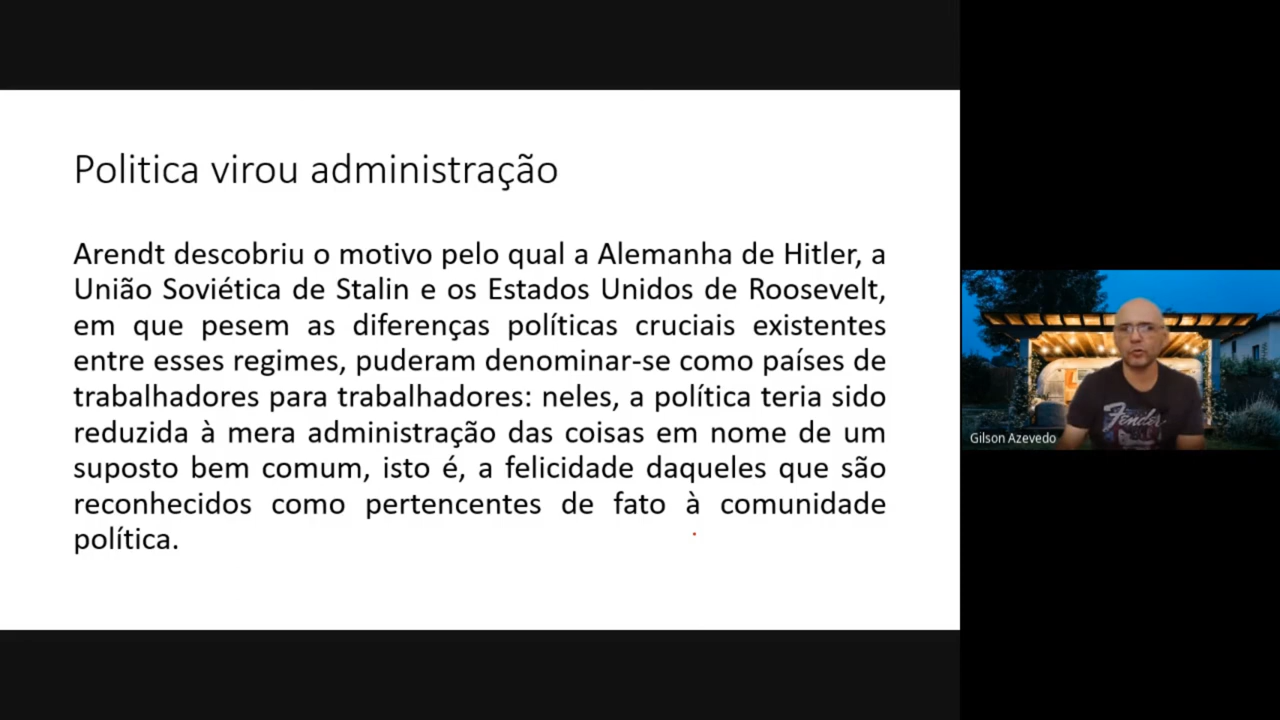 Politica virou administração
Arendt descobriu o motivo pelo qual a Alemanha de Hitler, a
União Soviética de Stalin e os Estados Unidos de Roosevelt,
em que pesem as diferenças políticas cruciais existentes
entre esses regimes, puderam denominar-se como países de
trabalhadores para trabalhadores: neles, a política teria sido
reduzida à mera administração das coisas em nome de um
suposto bem comum, isto é, a felicidade daqueles que são
reconhecidos como pertencentes de fato à comunidade
política.
Fender
Gilson Azevedo